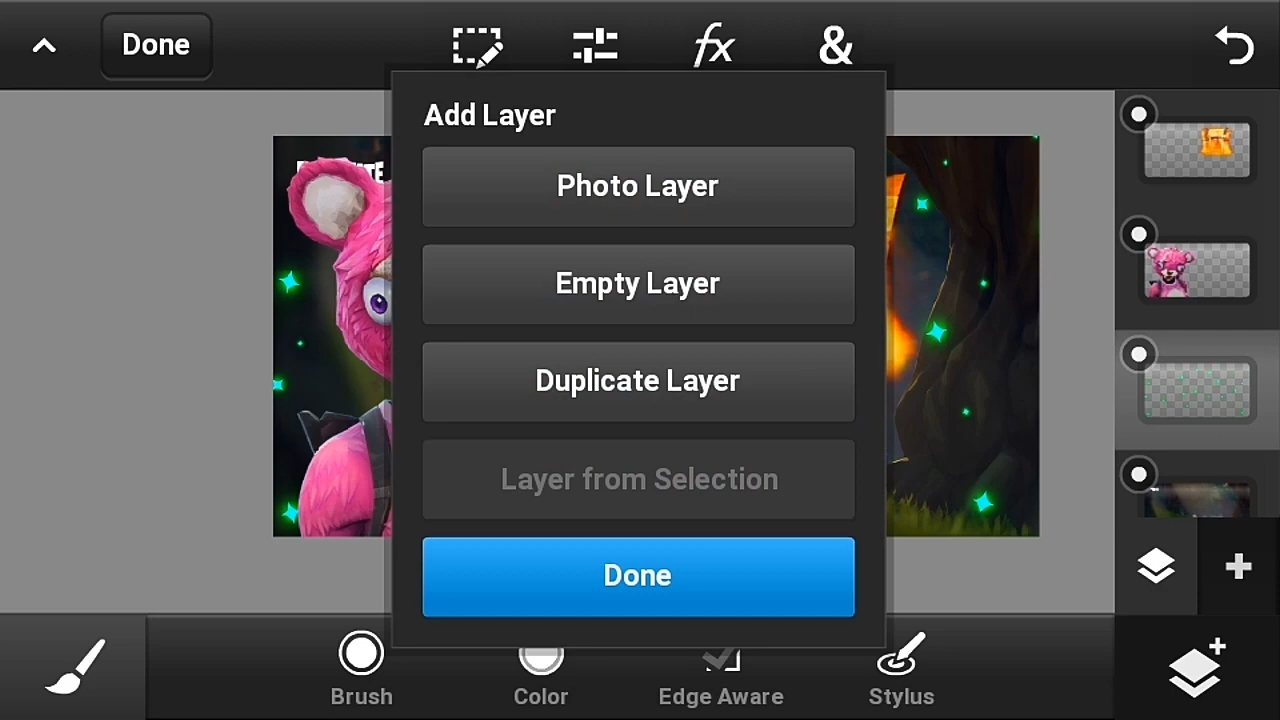 Done
fx
&
Add Layer
Photo Layer
Empty Layer
Duplicate Layer
Layer from Selection
Done
Brush
Color
Edge Aware
Stylus